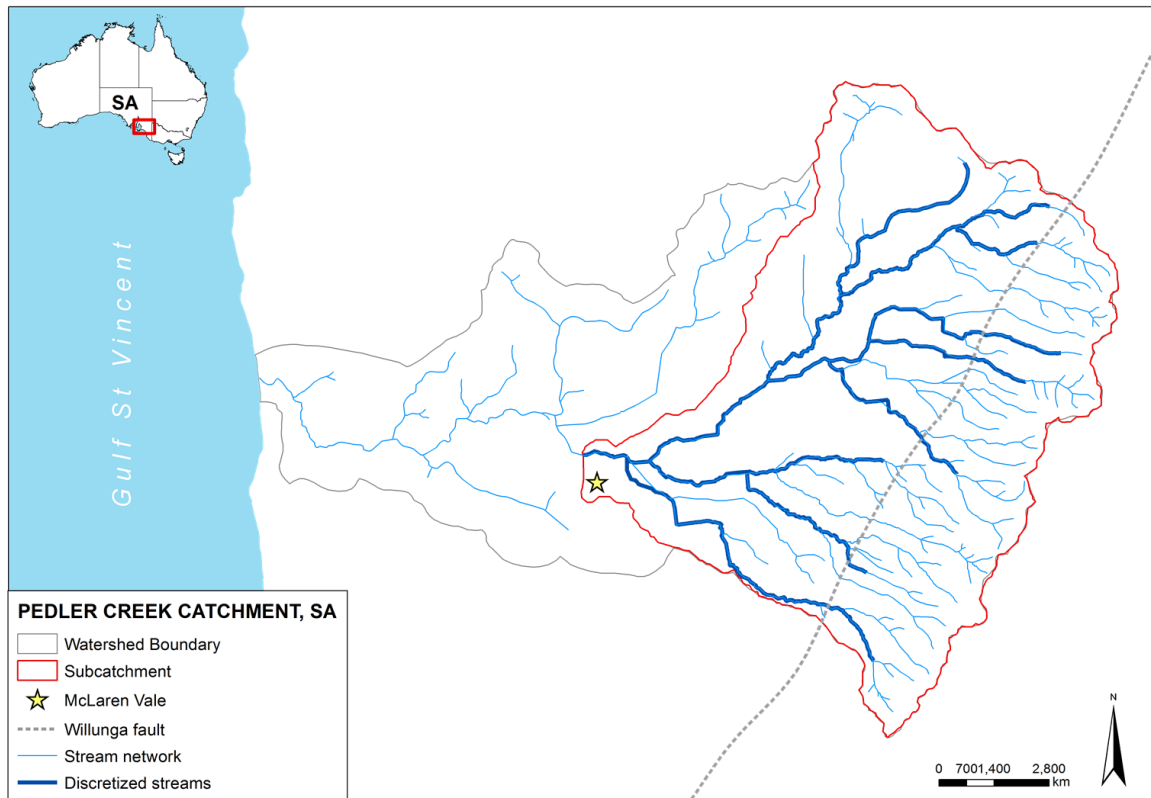 SA
Gulf St Vincent
PEDLER CREEK CATCHMENT, SA
Watershed Boundary
Subcatchment
McLaren Vale
Willunga fault
Stream network
Discretized streams
N
0 7001,400 2,800
km